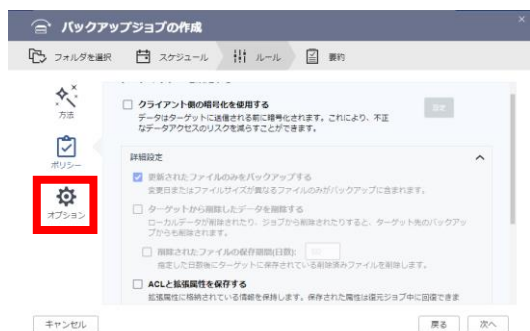 バックアップジョブの作成
フォルダを選択 スケジュール ルール 要約
方法
クライアント側の暗号化を使用する
データはターゲットに送信される前に暗号化されます。これにより、不正
なデータアクセスのリスクを減らすことができます。
ポリシー
詳細設定
更新されたファイルのみをバックアップする
変更日またはファイルサイズが異なるファイルのみがバックアップに含まれます。
オプション
ターゲットから削除したデータを削除する
ローカルデータが削除されたり、ジョブから削除されたりすると、ターゲット先のバックアッ
プからも削除されます。
削除されたファイルの保存期間(日数):
指定した日数後にターゲットに保存されている削除済みファイルを削除します。
ACLと拡張属性を保存する
拡張属性に格納されている情報を保持します。保存された属性は復元ジョブ中に回復できま
キャンセル 戻る 次へ